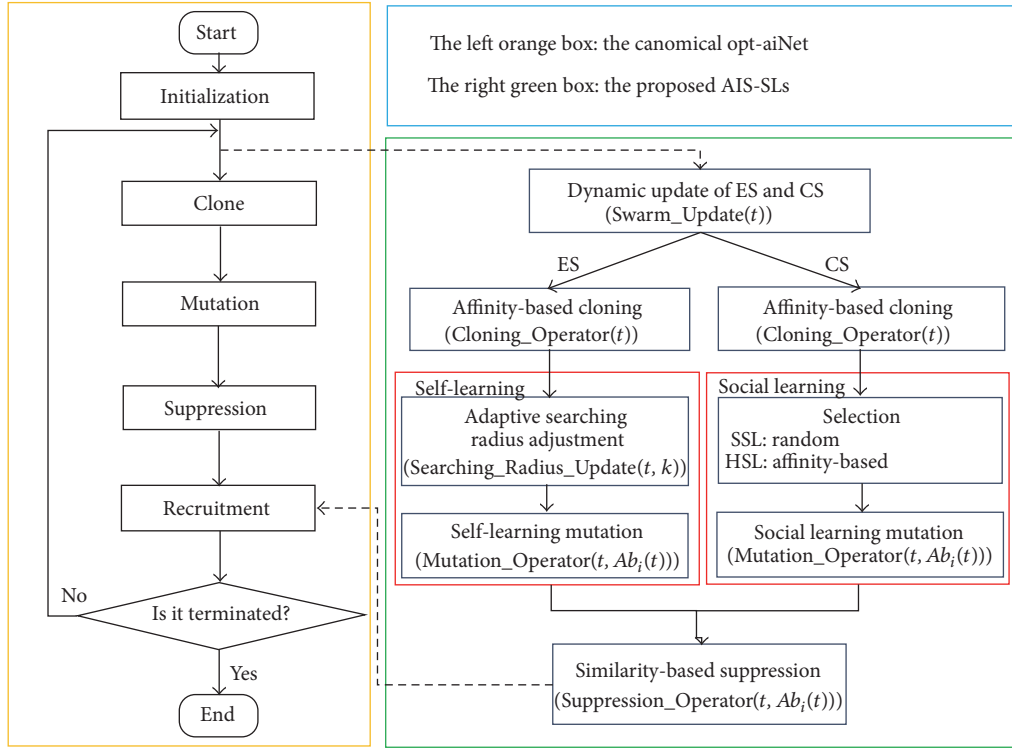 Start
Initialization
Clone
Mutation
Suppression
Recruitment
Is it terminated?
No
Yes
End
The left orange box: the canonical opt-aiNet
The right green box: the proposed AIS-SLs
Dynamic update of ES and CS
(Swarm_Update(t))
ES
CS
Affinity-based cloning
(Cloning_Operator(t))
Affinity-based cloning
(Cloning_Operator(t))
Self-learning
Adaptive searching
radius adjustment
(Searching_Radius_Update(t, k))
Self-learning mutation
(Mutation_Operator(t, Ab_i(t)))
Social learning
Selection
SSL: random
HSL: affinity-based
Social learning mutation
(Mutation_Operator(t, Ab_i(t)))
Similarity-based suppression
(Suppression_Operator(t, Ab_i(t)))